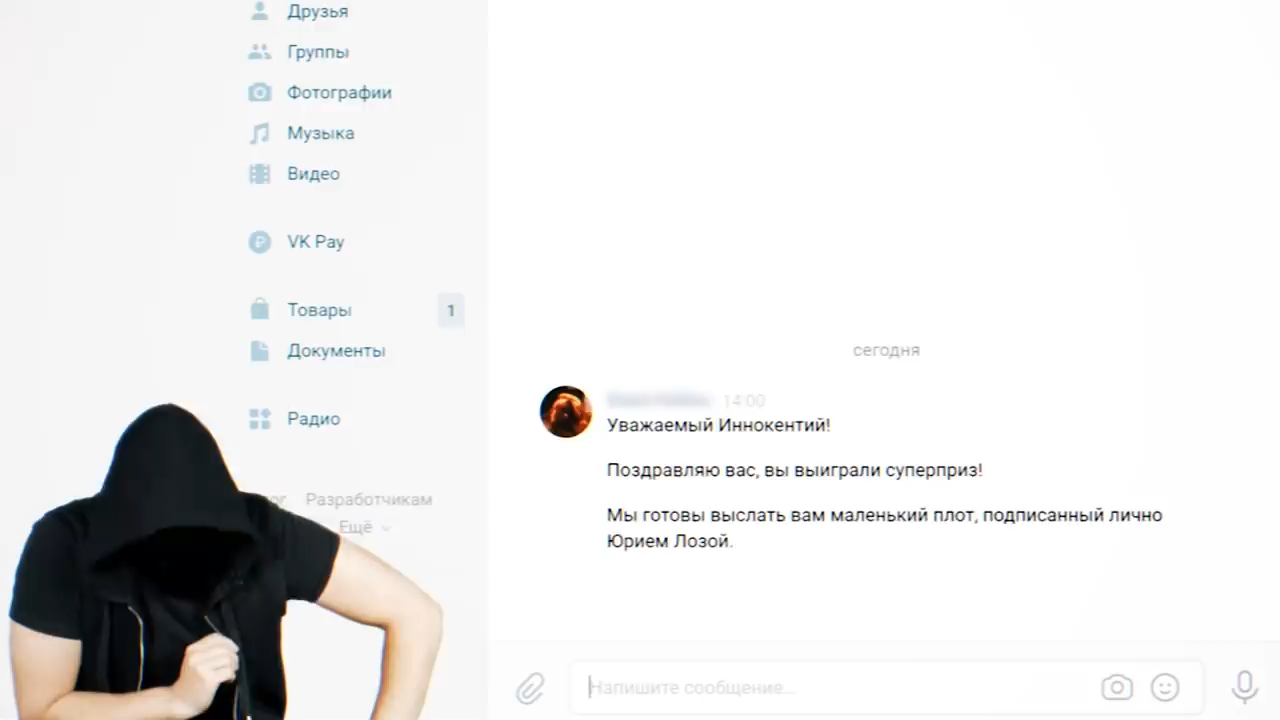 Друзья
Группы
Фотографии
Музыка
Видео
VK Pay
Товары 1
Документы
Радио
Разработчикам
Ещё
сегодня
14:00
Уважаемый Иннокентий!
Поздравляю вас, вы выиграли суперприз!
Мы готовы выслать вам маленький плот, подписанный лично
Юрием Лозой.
Напишите сообщение...